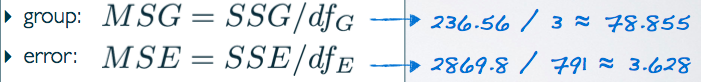 ▸ group: MSG = SSG/df_G → 236.56 / 3 ≈ 78.855
▸ error: MSE = SSE/df_E → 2869.8 / 791 ≈ 3.628